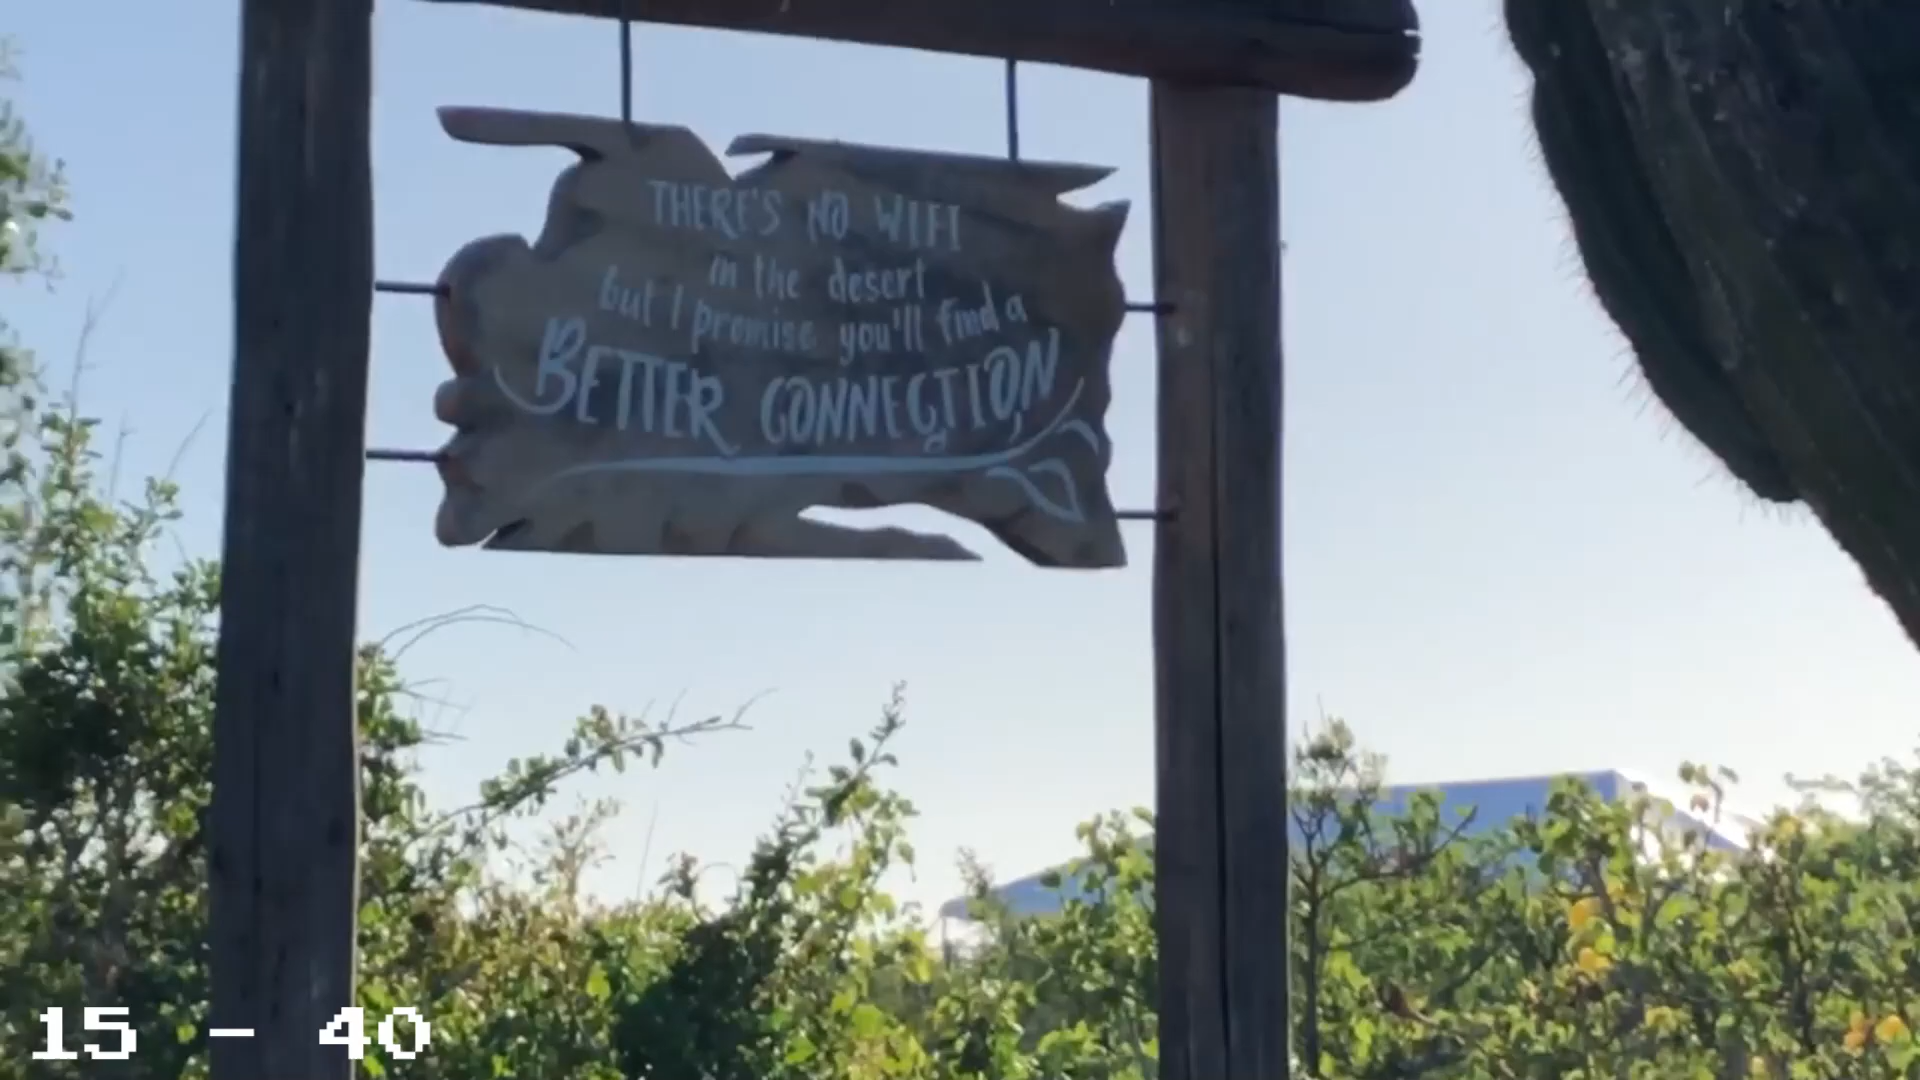 THERE'S NO WIFI
in the desert
but I promise you'll find a
BETTER CONNECTION
15 - 40